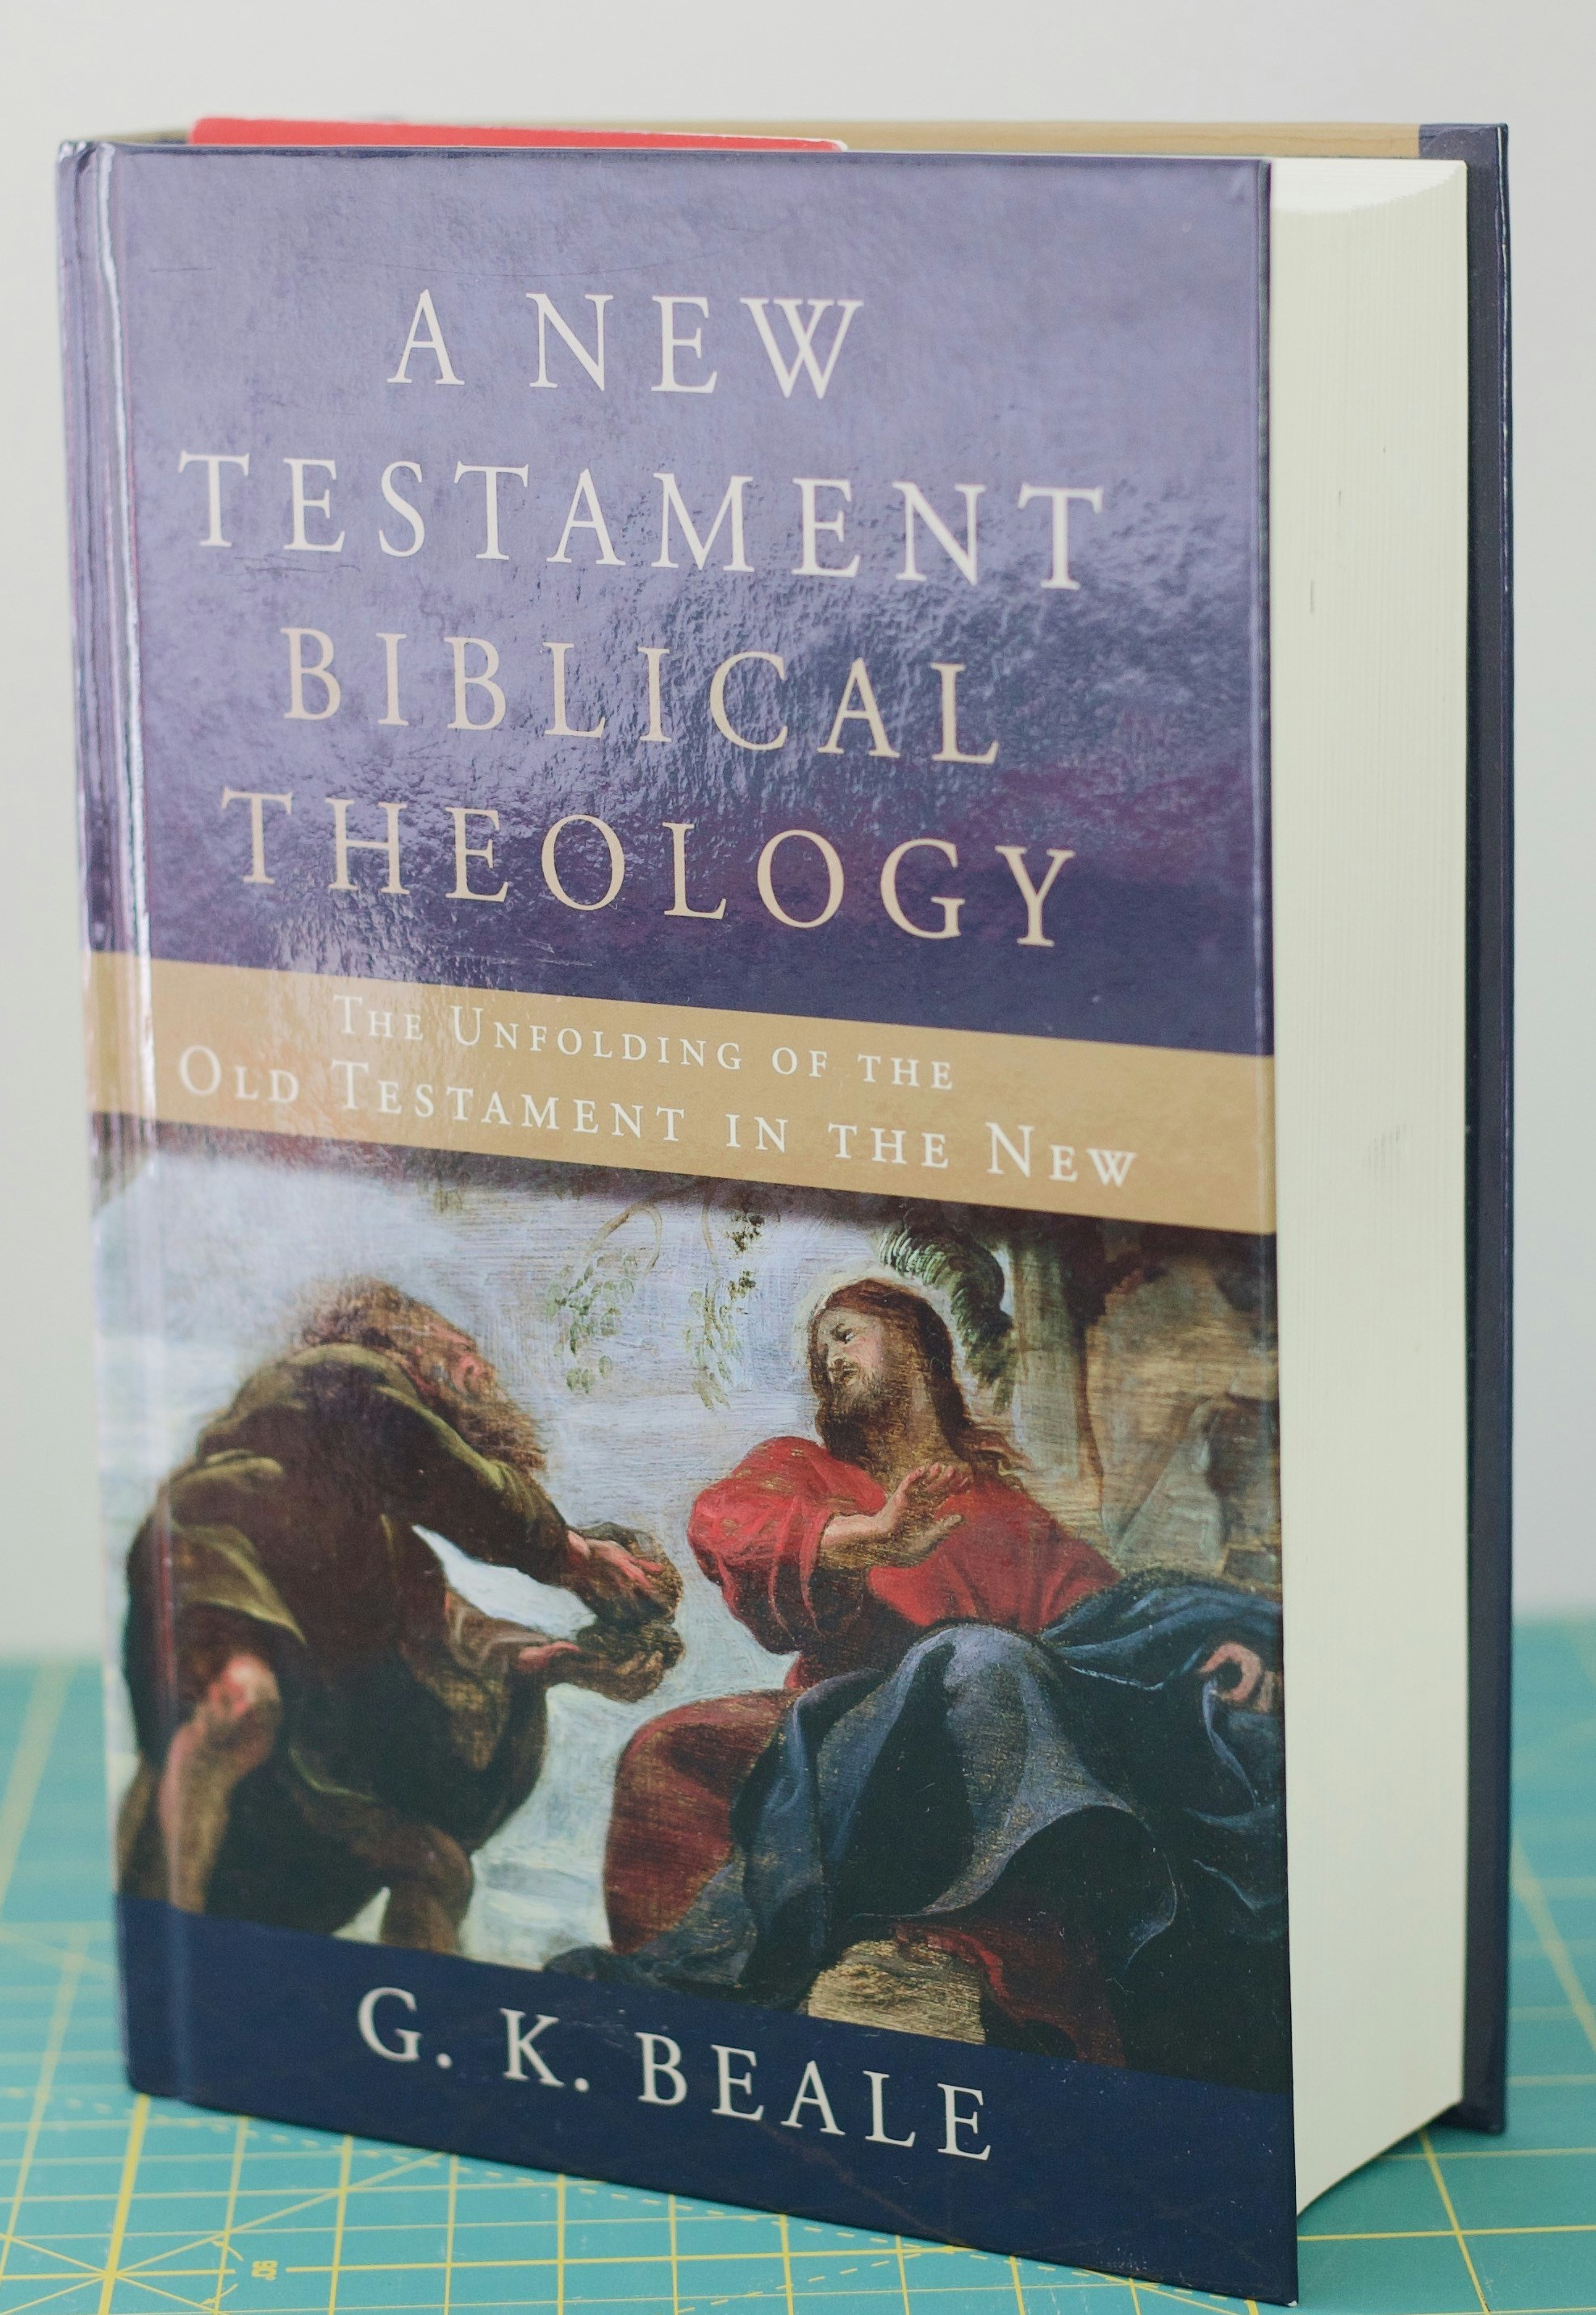 A NEW
TESTAMENT
BIBLICAL
THEOLOGY
THE UNFOLDING OF THE
OLD TESTAMENT IN THE NEW
G. K. BEALE